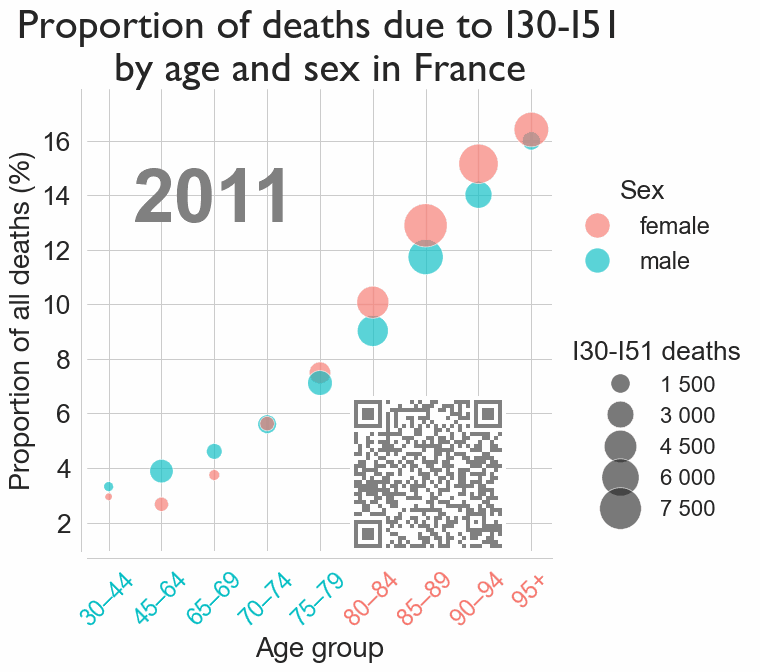 Proportion of deaths due to I30-I51
by age and sex in France
Proportion of all deaths (%)
16
14
12
10
8
6
4
2
2011
30–44
45–64
65–69
70–74
75–79
80–84
85–89
90–94
95+
Age group
Sex
female
male
I30-I51 deaths
1 500
3 000
4 500
6 000
7 500